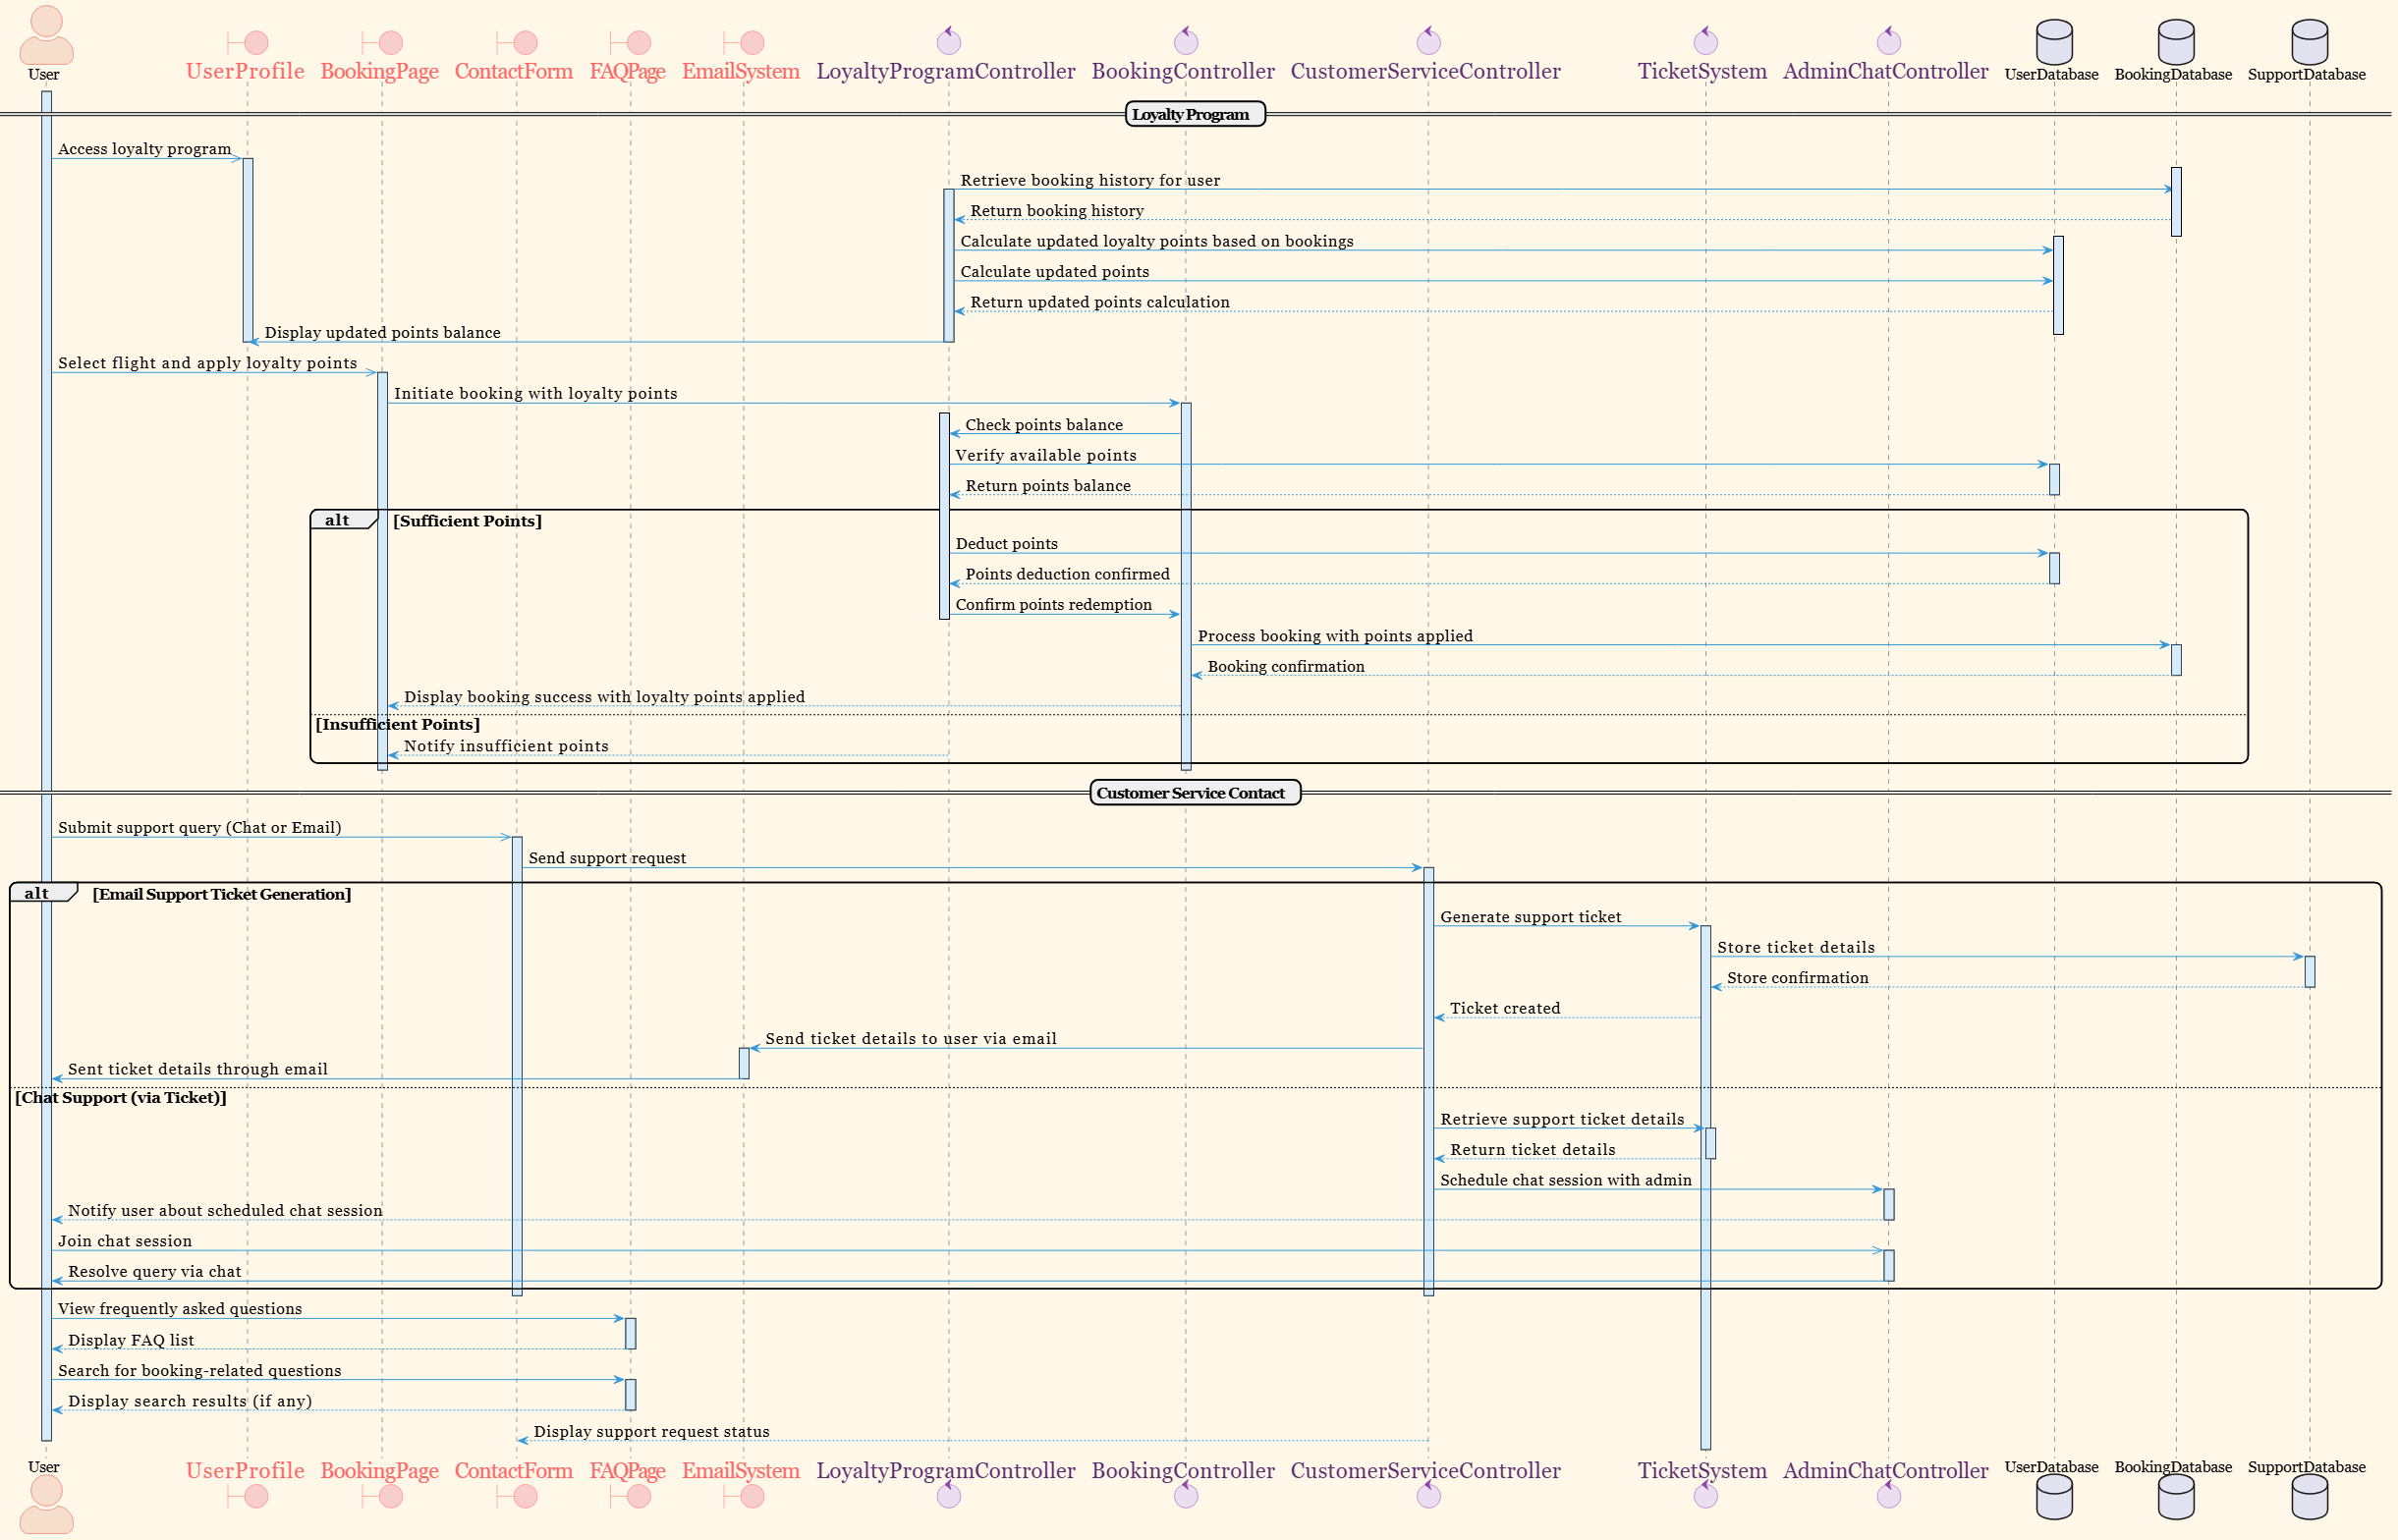 User
UserProfile
BookingPage
ContactForm
FAQPage
EmailSystem
LoyaltyProgramController
BookingController
CustomerServiceController
TicketSystem
AdminChatController
UserDatabase
BookingDatabase
SupportDatabase
Loyalty Program
Access loyalty program
Retrieve booking history for user
Return booking history
Calculate updated loyalty points based on bookings
Calculate updated points
Return updated points calculation
Display updated points balance
Select flight and apply loyalty points
Initiate booking with loyalty points
Check points balance
Verify available points
Return points balance
alt
[Sufficient Points]
Deduct points
Points deduction confirmed
Confirm points redemption
Process booking with points applied
Booking confirmation
Display booking success with loyalty points applied
[Insufficient Points]
Notify insufficient points
Customer Service Contact
Submit support query (Chat or Email)
Send support request
alt
[Email Support Ticket Generation]
Generate support ticket
Store ticket details
Store confirmation
Ticket created
Send ticket details to user via email
Sent ticket details through email
[Chat Support (via Ticket)]
Retrieve support ticket details
Return ticket details
Schedule chat session with admin
Notify user about scheduled chat session
Join chat session
Resolve query via chat
View frequently asked questions
Display FAQ list
Search for booking-related questions
Display search results (if any)
Display support request status
User
UserProfile
BookingPage
ContactForm
FAQPage
EmailSystem
LoyaltyProgramController
BookingController
CustomerServiceController
TicketSystem
AdminChatController
UserDatabase
BookingDatabase
SupportDatabase